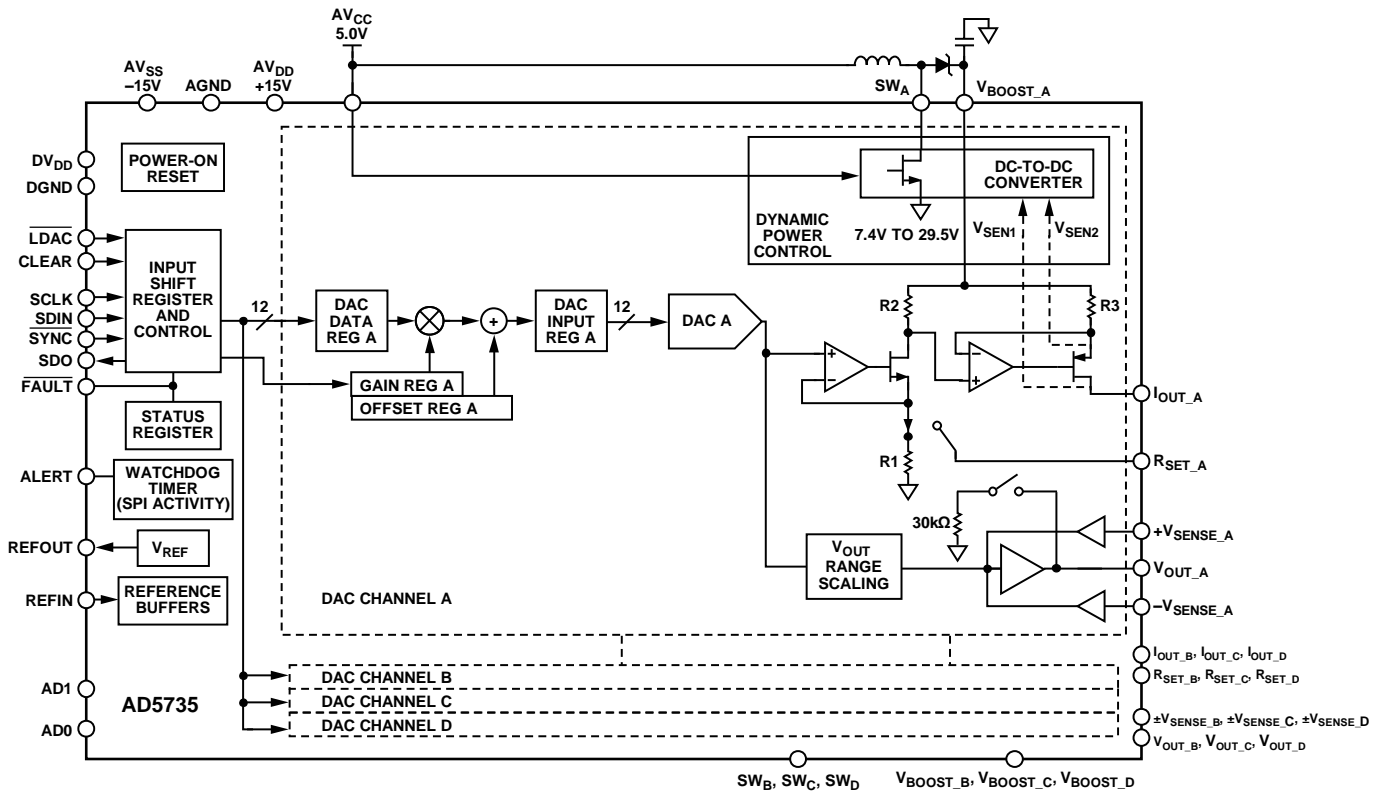 AVCC
5.0V
AVSS
–15V
AGND
AVDD
+15V
SWA
VBOOST_A
DVDD
DGND
POWER-ON
RESET
DC-TO-DC
CONVERTER
DYNAMIC
POWER
CONTROL
7.4V TO 29.5V
VSEN1
VSEN2
LDAC
CLEAR
SCLK
SDIN
SYNC
SDO
FAULT
INPUT
SHIFT
REGISTER
AND
CONTROL
12
DAC
DATA
REG A
×
+
DAC
INPUT
REG A
12
DAC A
GAIN REG A
OFFSET REG A
R2
R3
+
–
–
+
R1
IOUT_A
RSET_A
STATUS
REGISTER
ALERT
WATCHDOG
TIMER
(SPI ACTIVITY)
REFOUT
VREF
REFIN
REFERENCE
BUFFERS
30kΩ
VOUT
RANGE
SCALING
+VSENSE_A
VOUT_A
–VSENSE_A
DAC CHANNEL A
DAC CHANNEL B
DAC CHANNEL C
DAC CHANNEL D
IOUT_B, IOUT_C, IOUT_D
RSET_B, RSET_C, RSET_D
±VSENSE_B, ±VSENSE_C, ±VSENSE_D
VOUT_B, VOUT_C, VOUT_D
AD1
AD0
AD5735
SWB, SWC, SWD
VBOOST_B, VBOOST_C, VBOOST_D